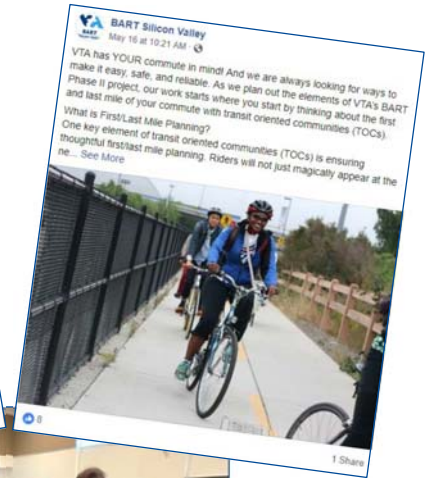 VTA
BART
BART Silicon Valley
May 16 at 10:21 AM ·
VTA has YOUR commute in mind! And we are always looking for ways to
make it easy, safe, and reliable. As we plan out the elements of VTA's BART
Phase II project, our work starts where you start by thinking about the first
and last mile of your commute with transit oriented communities (TOCs).
What is First/Last Mile Planning?
One key element of transit oriented communities (TOCs) is ensuring
thoughtful first/last mile planning. Riders will not just magically appear at the
ne... See More
8
1 Share